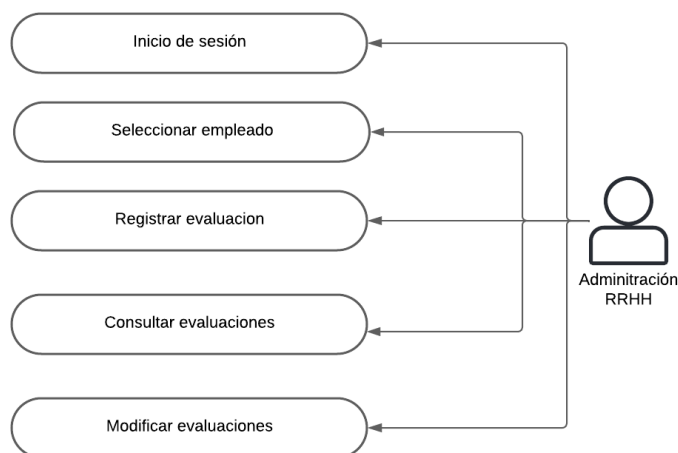 Inicio de sesión
Seleccionar empleado
Registrar evaluacion
Consultar evaluaciones
Modificar evaluaciones
Adminitración
RRHH